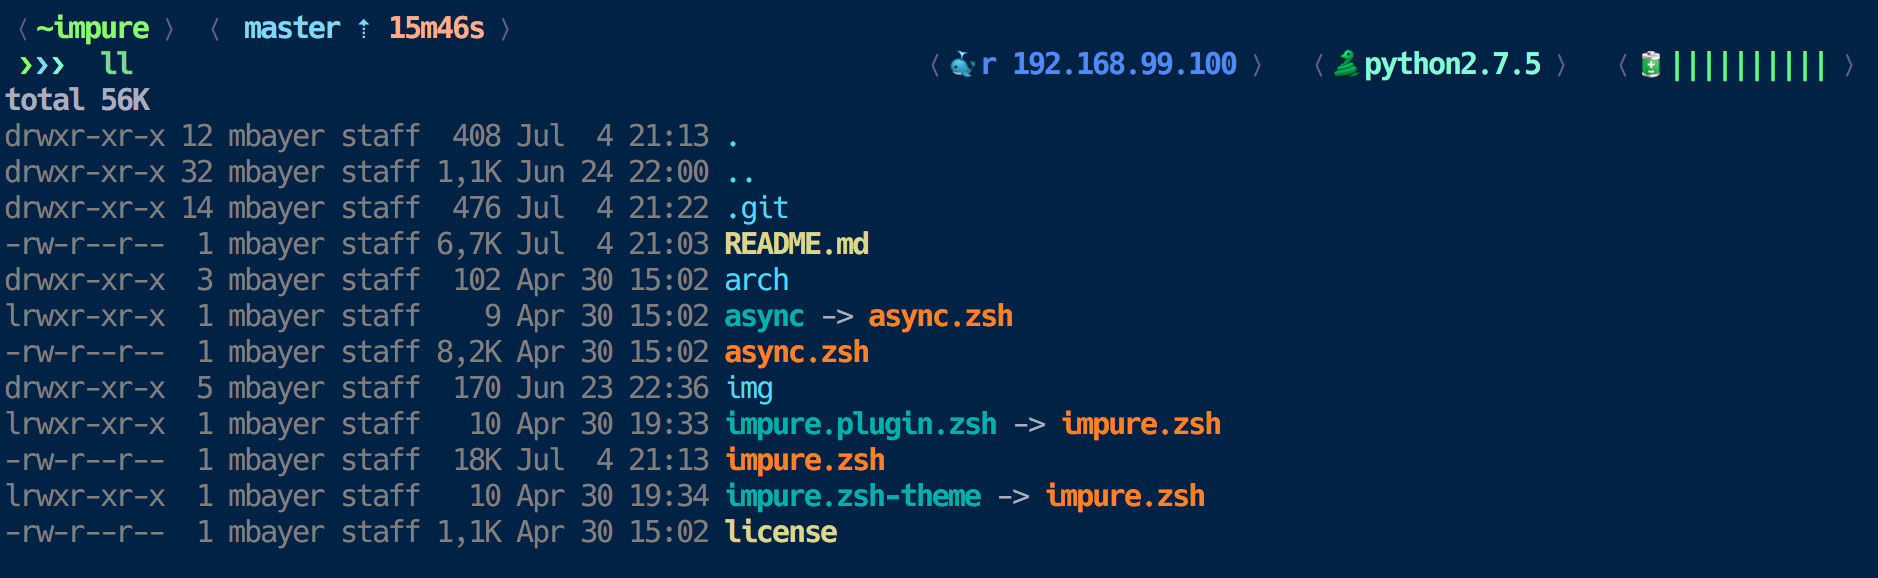 ⟨ ~impure ⟩ ⟨ master ⇡ 15m46s ⟩
❯❯❯ ll ⟨ 🐳r 192.168.99.100 ⟩ ⟨ 🐍python2.7.5 ⟩ ⟨ 🔋|||||||||| ⟩
total 56K
drwxr-xr-x 12 mbayer staff  408 Jul  4 21:13 .
drwxr-xr-x 32 mbayer staff 1,1K Jun 24 22:00 ..
drwxr-xr-x 14 mbayer staff  476 Jul  4 21:22 .git
-rw-r--r--  1 mbayer staff 6,7K Jul  4 21:03 README.md
drwxr-xr-x  3 mbayer staff  102 Apr 30 15:02 arch
lrwxr-xr-x  1 mbayer staff    9 Apr 30 15:02 async -> async.zsh
-rw-r--r--  1 mbayer staff 8,2K Apr 30 15:02 async.zsh
drwxr-xr-x  5 mbayer staff  170 Jun 23 22:36 img
lrwxr-xr-x  1 mbayer staff   10 Apr 30 19:33 impure.plugin.zsh -> impure.zsh
-rw-r--r--  1 mbayer staff  18K Jul  4 21:13 impure.zsh
lrwxr-xr-x  1 mbayer staff   10 Apr 30 19:34 impure.zsh-theme -> impure.zsh
-rw-r--r--  1 mbayer staff 1,1K Apr 30 15:02 license